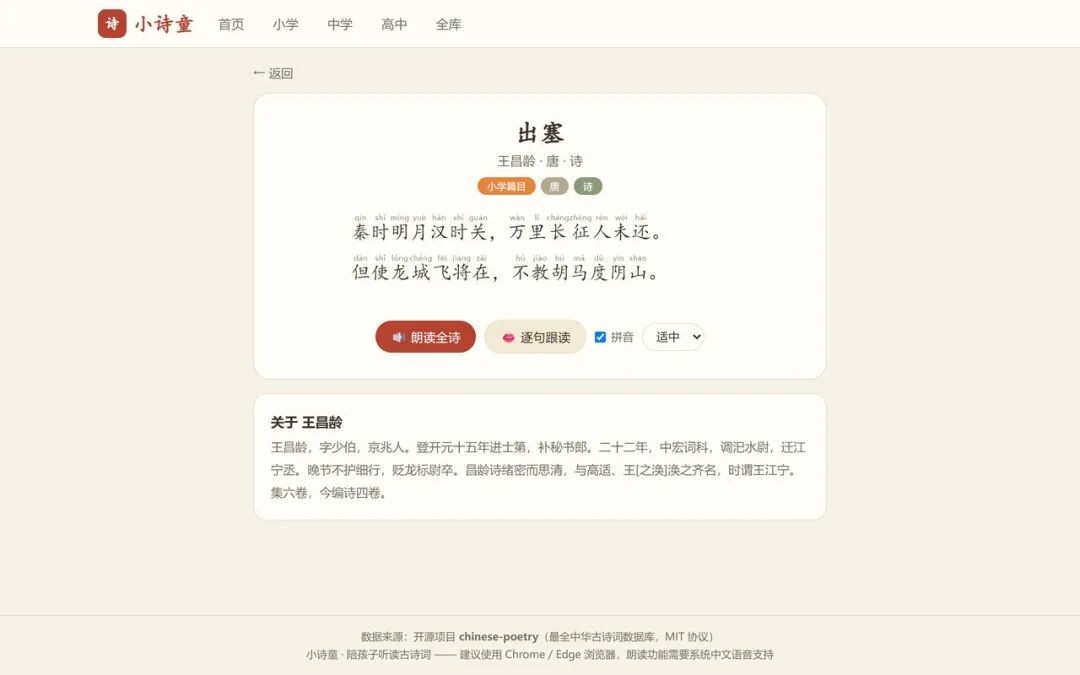 诗 小诗童 首页 小学 中学 高中 全库
← 返回
出塞
王昌龄 · 唐 · 诗
小学篇目 唐 诗
qín shí míng yuè hàn shí guān wàn lǐ cháng zhēng rén wèi hái
秦时明月汉时关，万里长征人未还。
dàn shǐ lóng chéng fēi jiàng zài bù jiào hú mǎ dù yīn shān
但使龙城飞将在，不教胡马度阴山。
朗读全诗 逐句跟读 拼音 适中
关于 王昌龄
王昌龄，字少伯，京兆人。登开元十五年进士第，补秘书郎。二十二年，中宏词科，调汜水尉，迁江
宁丞。晚节不护细行，贬龙标尉卒。昌龄诗绪密而思清，与高适、王[之涣]涣之齐名，时谓王江宁。
集六卷，今编诗四卷。
数据来源：开源项目 chinese-poetry（最全中华古诗词数据库，MIT 协议）
小诗童 · 陪孩子听读古诗词 —— 建议使用 Chrome / Edge 浏览器，朗读功能需要系统中文语音支持